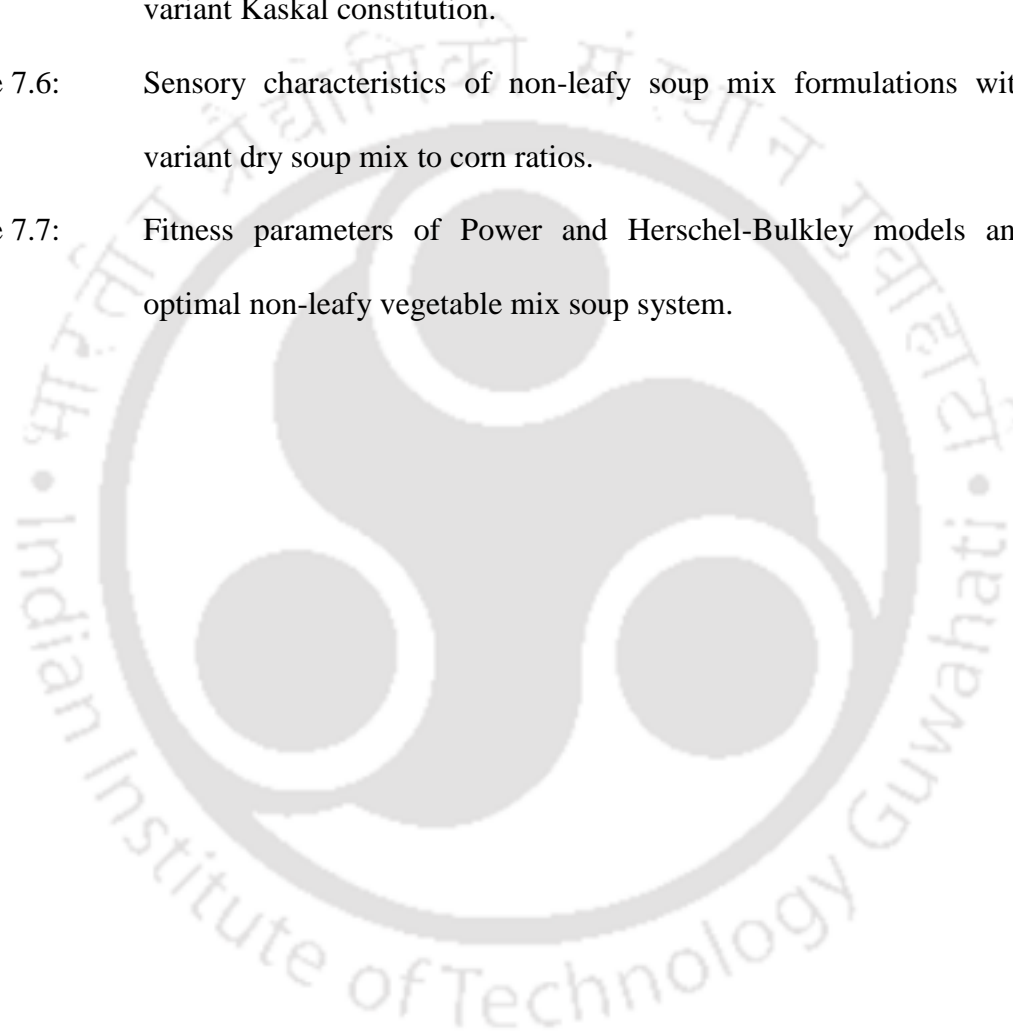 variant Kaskal constitution.
e 7.6: Sensory characteristics of non-leafy soup mix formulations wit
variant dry soup mix to corn ratios.
e 7.7: Fitness parameters of Power and Herschel-Bulkley models an
optimal non-leafy vegetable mix soup system.
Indian Institute of Technology Guwahati